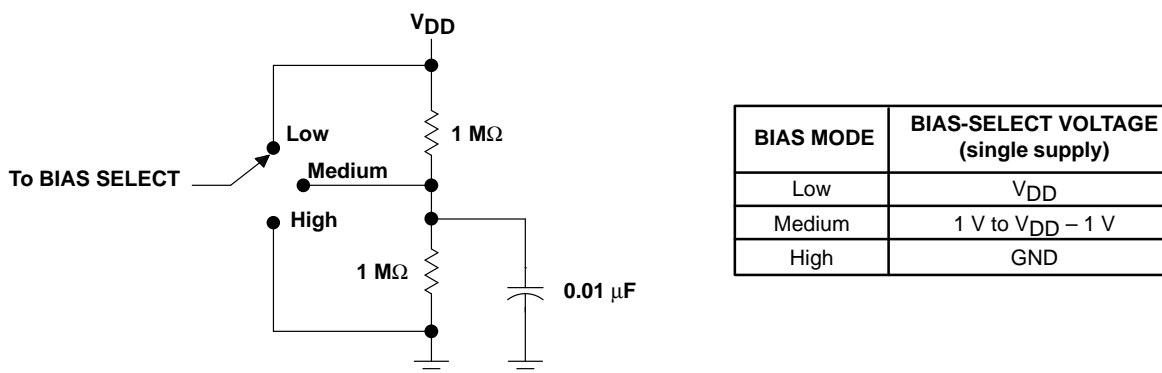 VDD
Low
1 MΩ
To BIAS SELECT
Medium
High
1 MΩ
0.01 μF
BIAS MODE BIAS-SELECT VOLTAGE
(single supply)
Low VDD
Medium 1 V to VDD – 1 V
High GND